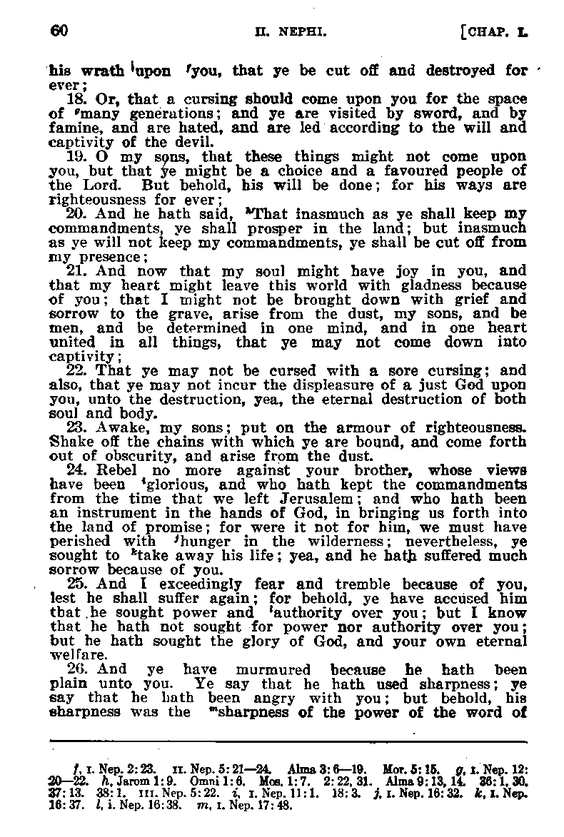 60 II. NEPHI. [CHAP. I.
his wrath upon ᶠyou, that ye be cut off and destroyed for
ever;
18. Or, that a cursing should come upon you for the space
of ᵍmany generations; and ye are visited by sword, and by
famine, and are hated, and are led according to the will and
captivity of the devil.
19. O my sons, that these things might not come upon
you, but that ye might be a choice and a favoured people of
the Lord. But behold, his will be done; for his ways are
righteousness for ever;
20. And he hath said, ʰThat inasmuch as ye shall keep my
commandments, ye shall prosper in the land; but inasmuch
as ye will not keep my commandments, ye shall be cut off from
my presence;
21. And now that my soul might have joy in you, and
that my heart might leave this world with gladness because
of you; that I might not be brought down with grief and
sorrow to the grave, arise from the dust, my sons, and be
men, and be determined in one mind, and in one heart
united in all things, that ye may not come down into
captivity;
22. That ye may not be cursed with a sore cursing; and
also, that ye may not incur the displeasure of a just God upon
you, unto the destruction, yea, the eternal destruction of both
soul and body.
23. Awake, my sons; put on the armour of righteousness.
Shake off the chains with which ye are bound, and come forth
out of obscurity, and arise from the dust.
24. Rebel no more against your brother, whose views
have been ⁱglorious, and who hath kept the commandments
from the time that we left Jerusalem; and who hath been
an instrument in the hands of God, in bringing us forth into
the land of promise; for were it not for him, we must have
perished with ʲhunger in the wilderness; nevertheless, ye
sought to ᵏtake away his life; yea, and he hath suffered much
sorrow because of you.
25. And I exceedingly fear and tremble because of you,
lest he shall suffer again; for behold, ye have accused him
that he sought power and ˡauthority over you; but I know
that he hath not sought for power nor authority over you;
but he hath sought the glory of God, and your own eternal
welfare.
26. And ye have murmured because he hath been
plain unto you. Ye say that he hath used sharpness; ye
say that he hath been angry with you; but behold, his
sharpness was the ᵐsharpness of the power of the word of
f, I. Nep. 2:23. II. Nep. 5:21—24. Alma 3:6—19. Mor. 5:15. g, I. Nep. 12:
20—22. h, Jarom 1:9. Omni 1:6. Mos. 1:7. 2:22, 31. Alma 9:13, 14. 36:1, 30.
37:13. 38:1. III. Nep. 5:22. i, I. Nep. 11:1. 18:3. j, I. Nep. 16:32. k, I. Nep.
16:37. l, i. Nep. 16:38. m, I. Nep. 17:48.